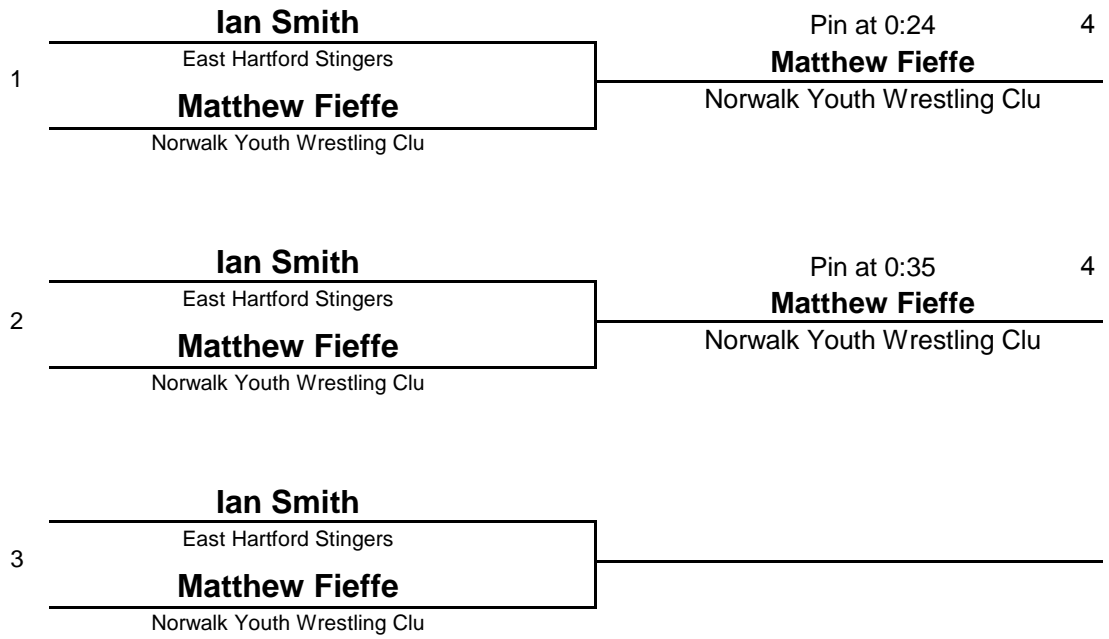 Ian Smith
Pin at 0:24 4
East Hartford Stingers
Matthew Fieffe
1
Matthew Fieffe
Norwalk Youth Wrestling Clu
Norwalk Youth Wrestling Clu
Ian Smith
Pin at 0:35 4
East Hartford Stingers
Matthew Fieffe
2
Matthew Fieffe
Norwalk Youth Wrestling Clu
Norwalk Youth Wrestling Clu
Ian Smith
East Hartford Stingers
3
Matthew Fieffe
Norwalk Youth Wrestling Clu